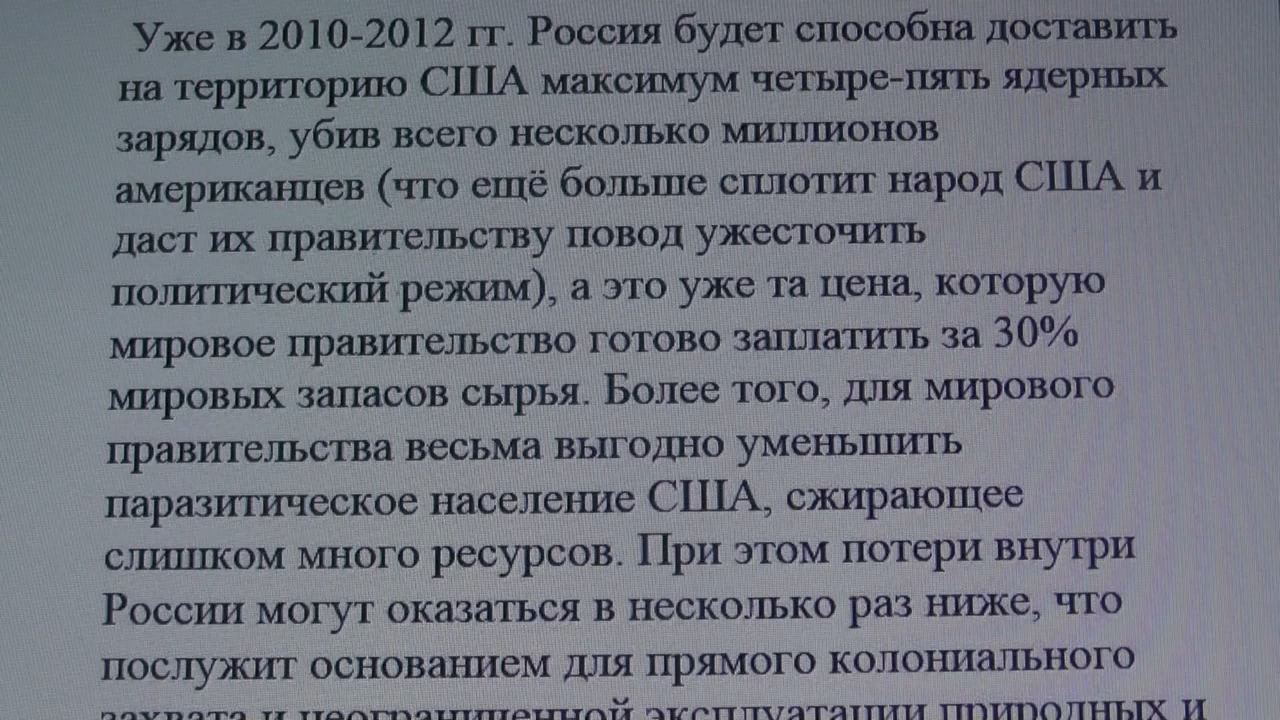 Уже в 2010-2012 гг. Россия будет способна доставить
на территорию США максимум четыре-пять ядерных
зарядов, убив всего несколько миллионов
американцев (что ещё больше сплотит народ США и
даст их правительству повод ужесточить
политический режим), а это уже та цена, которую
мировое правительство готово заплатить за 30%
мировых запасов сырья. Более того, для мирового
правительства весьма выгодно уменьшить
паразитическое население США, сжирающее
слишком много ресурсов. При этом потери внутри
России могут оказаться в несколько раз ниже, что
послужит основанием для прямого колониального
захвата и неограниченной эксплуатации природных и